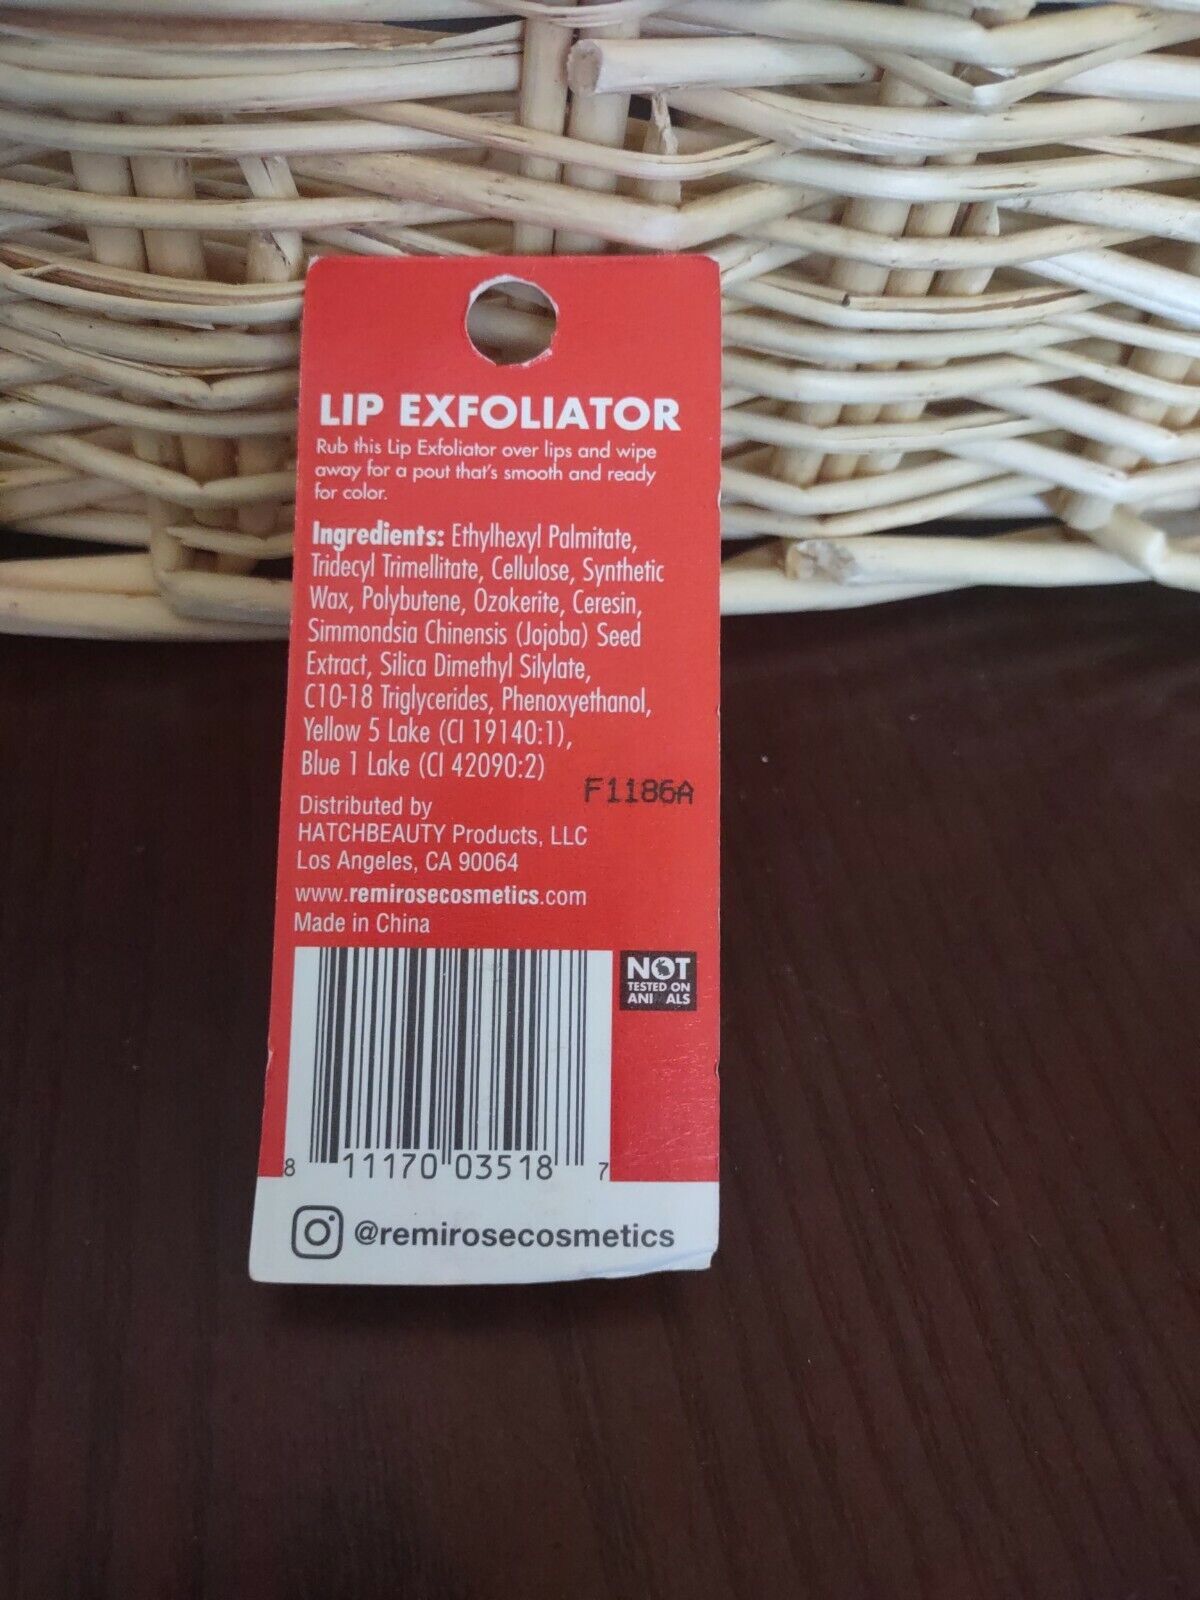 LIP EXFOLIATOR
Rub this Lip Exfoliator over lips and wipe
away for a pout that's smooth and ready
for color.
Ingredients: Ethylhexyl Palmitate,
Tridecyl Trimellitate, Cellulose, Synthetic
Wax, Polybutene, Ozokerite, Ceresin,
Simmondsia Chinensis (Jojoba) Seed
Extract, Silica Dimethyl Silylate,
C10-18 Triglycerides, Phenoxyethanol,
Yellow 5 Lake (CI 19140:1),
Blue 1 Lake (CI 42090:2)
F1186A
Distributed by
HATCHBEAUTY Products, LLC
Los Angeles, CA 90064
www.remirosecosmetics.com
Made in China
NOT
TESTED ON
ANI ALS
8 11170 03518 7
@remirosecosmetics